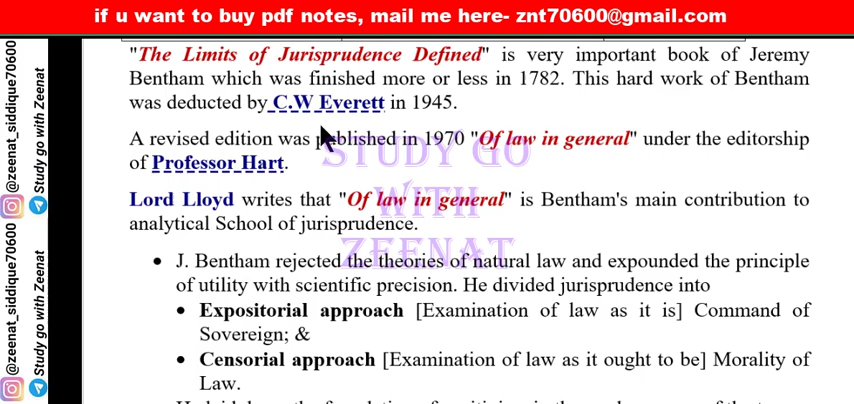 if u want to buy pdf notes, mail me here- znt70600@gmail.com
"The Limits of Jurisprudence Defined" is very important book of Jeremy
Bentham which was finished more or less in 1782. This hard work of Bentham
was deducted by C.W Everett in 1945.
A revised edition was published in 1970 "Of law in general" under the editorship
of Professor Hart.
Lord Lloyd writes that "Of law in general" is Bentham's main contribution to
analytical School of jurisprudence.
• J. Bentham rejected the theories of natural law and expounded the principle
of utility with scientific precision. He divided jurisprudence into
• Expositorial approach [Examination of law as it is] Command of
Sovereign; &
• Censorial approach [Examination of law as it ought to be] Morality of
Law.
STUDY GO
WITH
ZEENAT
@zeenat_siddique70600
Study go with Zeenat
@zeenat_siddique70600
Study go with Zeenat